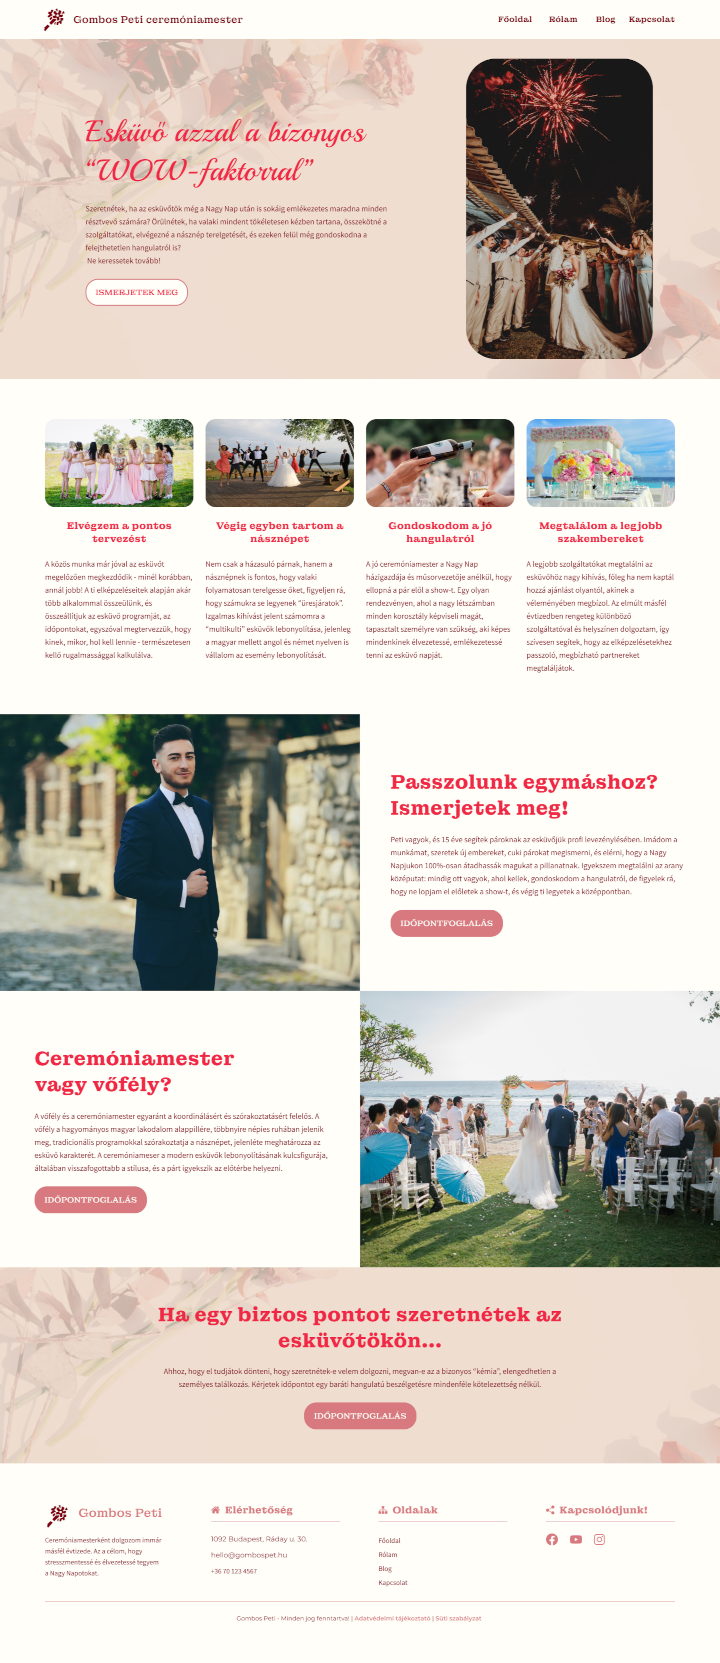 Gombos Peti ceremóniamester
Főoldal Rólam Blog Kapcsolat
Esküvő azzal a bizonyos
“WOW-faktorral”
Szeretnétek, ha az esküvőtök még a Nagy Nap után is sokáig emlékezetes maradna minden
résztvevő számára? Örülnétek, ha valaki mindent tökéletesen kézben tartana, összekötné a
szolgáltatókat, elvégezné a násznép terelgetését, és ezeken felül még gondoskodna a
felejthetetlen hangulatról is?
Ne keressetek tovább!
ISMERJETEK MEG
Elvégzem a pontos
tervezést
A közös munka már jóval az esküvőt
megelőzően megkezdődik - minél korábban,
annál jobb! A ti elképzeléseitek alapján akár
több alkalommal összeülünk, és
összeállítjuk az esküvő programját, az
időpontokat, egyszóval megtervezzük, hogy
kinek, mikor, hol kell lennie - természetesen
kellő rugalmassággal kalkulálva.
Végig egyben tartom a
násznépet
Nem csak a házasuló párnak, hanem a
násznépnek is fontos, hogy valaki
folyamatosan terelgesse őket, figyeljen rá,
hogy számukra se legyenek “üresjáratok”.
Izgalmas kihívást jelent számomra a
“multikulti” esküvők lebonyolítása, jelenleg
a magyar mellett angol és német nyelven is
vállalom az esemény lebonyolítását.
Gondoskodom a jó
hangulatról
A jó ceremóniamester a Nagy Nap
házigazdája és műsorvezetője anélkül, hogy
ellopná a pár elől a show-t. Egy olyan
rendezvényen, ahol a nagy létszámban
minden korosztály képviseli magát,
tapasztalt személyre van szükség, aki képes
mindenkinek élvezetessé, emlékezetessé
tenni az esküvő napját.
Megtalálom a legjobb
szakembereket
A legjobb szolgáltatókat megtalálni az
esküvőhöz nagy kihívás, főleg ha nem kaptál
hozzá ajánlást olyantól, akinek a
véleményében megbízol. Az elmúlt másfél
évtizedben rengeteg különböző
szolgáltatóval és helyszínen dolgoztam, így
szívesen segítek, hogy az elképzelésetekhez
passzoló, megbízható partnereket
megtaláljátok.
Passzolunk egymáshoz?
Ismerjetek meg!
Peti vagyok, és 15 éve segítek pároknak az esküvőjük profi levezénylésében. Imádom a
munkámat, szeretek új embereket, cuki párokat megismerni, és elérni, hogy a Nagy
Napjukon 100%-osan átadhassák magukat a pillanatnak. Igyekszem megtalálni az arany
középutat: mindig ott vagyok, ahol kellek, gondoskodom a hangulatról, de figyelek rá,
hogy ne lopjam el előletek a show-t, és végig ti legyetek a középpontban.
IDŐPONTFOGLALÁS
Ceremóniamester
vagy vőfély?
A vőfély és a ceremóniamester egyaránt a koordinálásért és szórakoztatásért felelős. A
vőfély a hagyományos magyar lakodalom alappillére, többnyire népies ruhában jelenik
meg, tradicionális programokkal szórakoztatja a násznépet, jelenléte meghatározza az
esküvő karakterét. A ceremóniameser a modern esküvők lebonyolításának kulcsfigurája,
általában visszafogottabb a stílusa, és a párt igyekszik az előtérbe helyezni.
IDŐPONTFOGLALÁS
Ha egy biztos pontot szeretnétek az
esküvőtökön...
Ahhoz, hogy el tudjátok dönteni, hogy szeretnétek-e velem dolgozni, megvan-e az a bizonyos “kémia”, elengedhetlen a
személyes találkozás. Kérjetek időpontot egy baráti hangulatú beszélgetésre mindenféle kötelezettség nélkül.
IDŐPONTFOGLALÁS
Gombos Peti
Ceremóniamesterként dolgozom immár
másfél évtizede. Az a célom, hogy
stresszmentessé és élvezetessé tegyem
a Nagy Napotokat.
Elérhetőség
1092 Budapest, Ráday u. 30.
hello@gombospet.hu
+36 70 123 4567
Oldalak
Főoldal
Rólam
Blog
Kapcsolat
Kapcsolódjunk!
Gombos Peti - Minden jog fenntartva! | Adatvédelmi tájékoztató | Süti szabályzat